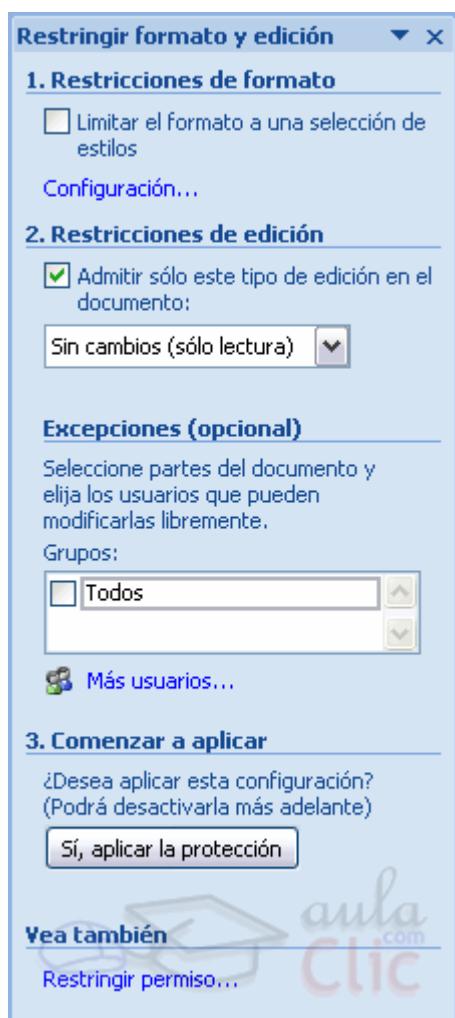 Restringir formato y edición
1. Restricciones de formato
Limitar el formato a una selección de
estilos
Configuración...
2. Restricciones de edición
Admitir sólo este tipo de edición en el
documento:
Sin cambios (sólo lectura)
Excepciones (opcional)
Seleccione partes del documento y
elija los usuarios que pueden
modificarlas libremente.
Grupos:
Todos
Más usuarios...
3. Comenzar a aplicar
¿Desea aplicar esta configuración?
(Podrá desactivarla más adelante)
Sí, aplicar la protección
aula
.com
Clic
Vea también
Restringir permiso...